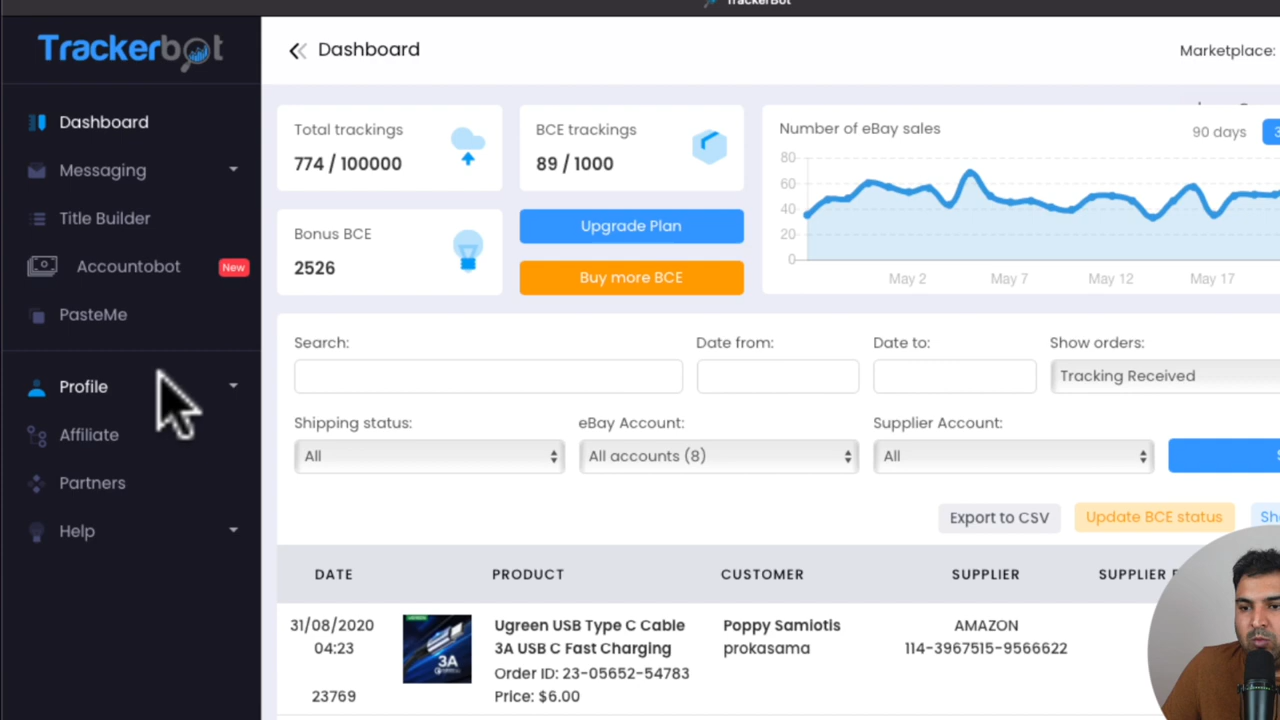 TrackerBot
Trackerbot
Dashboard
Messaging
Title Builder
Accountobot New
PasteMe
Profile
Affiliate
Partners
Help
Dashboard
Marketplace:
Total trackings
774 / 100000
BCE trackings
89 / 1000
Bonus BCE
2526
Upgrade Plan
Buy more BCE
Number of eBay sales
90 days
80
60
40
20
0
May 2 May 7 May 12 May 17
Search:
Date from:
Date to:
Show orders:
Tracking Received
Shipping status:
All
eBay Account:
All accounts (8)
Supplier Account:
All
Export to CSV
Update BCE status
Sh
DATE PRODUCT CUSTOMER SUPPLIER SUPPLIER
31/08/2020
04:23
23769
3A
Ugreen USB Type C Cable
3A USB C Fast Charging
Order ID: 23-05652-54783
Price: $6.00
Poppy Samiotis
prokasama
AMAZON
114-3967515-9566622